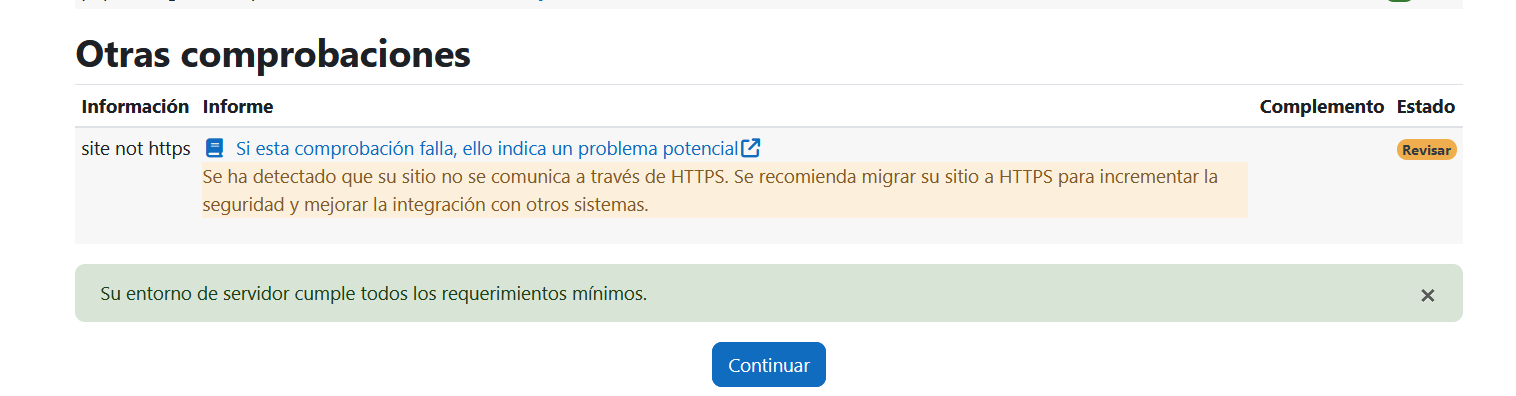 Otras comprobaciones
Información Informe Complemento Estado
site not https Si esta comprobación falla, ello indica un problema potencial Revisar
Se ha detectado que su sitio no se comunica a través de HTTPS. Se recomienda migrar su sitio a HTTPS para incrementar la
seguridad y mejorar la integración con otros sistemas.
Su entorno de servidor cumple todos los requerimientos mínimos. ×
Continuar